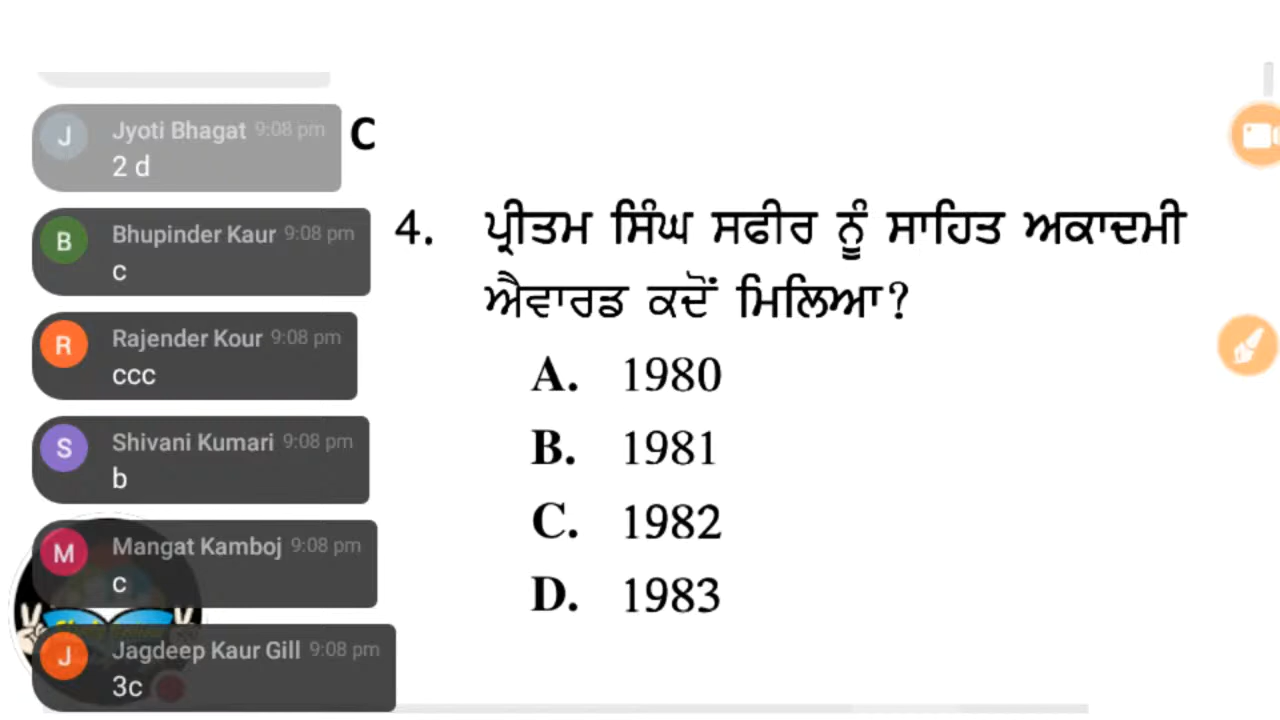 Jyoti Bhagat 9:08 pm
2 d
C
Bhupinder Kaur 9:08 pm
c
Rajender Kour 9:08 pm
ccc
Shivani Kumari 9:08 pm
b
Mangat Kamboj 9:08 pm
c
Jagdeep Kaur Gill 9:08 pm
3c
4. ਪ੍ਰੀਤਮ ਸਿੰਘ ਸਫੀਰ ਨੂੰ ਸਾਹਿਤ ਅਕਾਦਮੀ
ਐਵਾਰਡ ਕਦੋਂ ਮਿਲਿਆ?
A. 1980
B. 1981
C. 1982
D. 1983